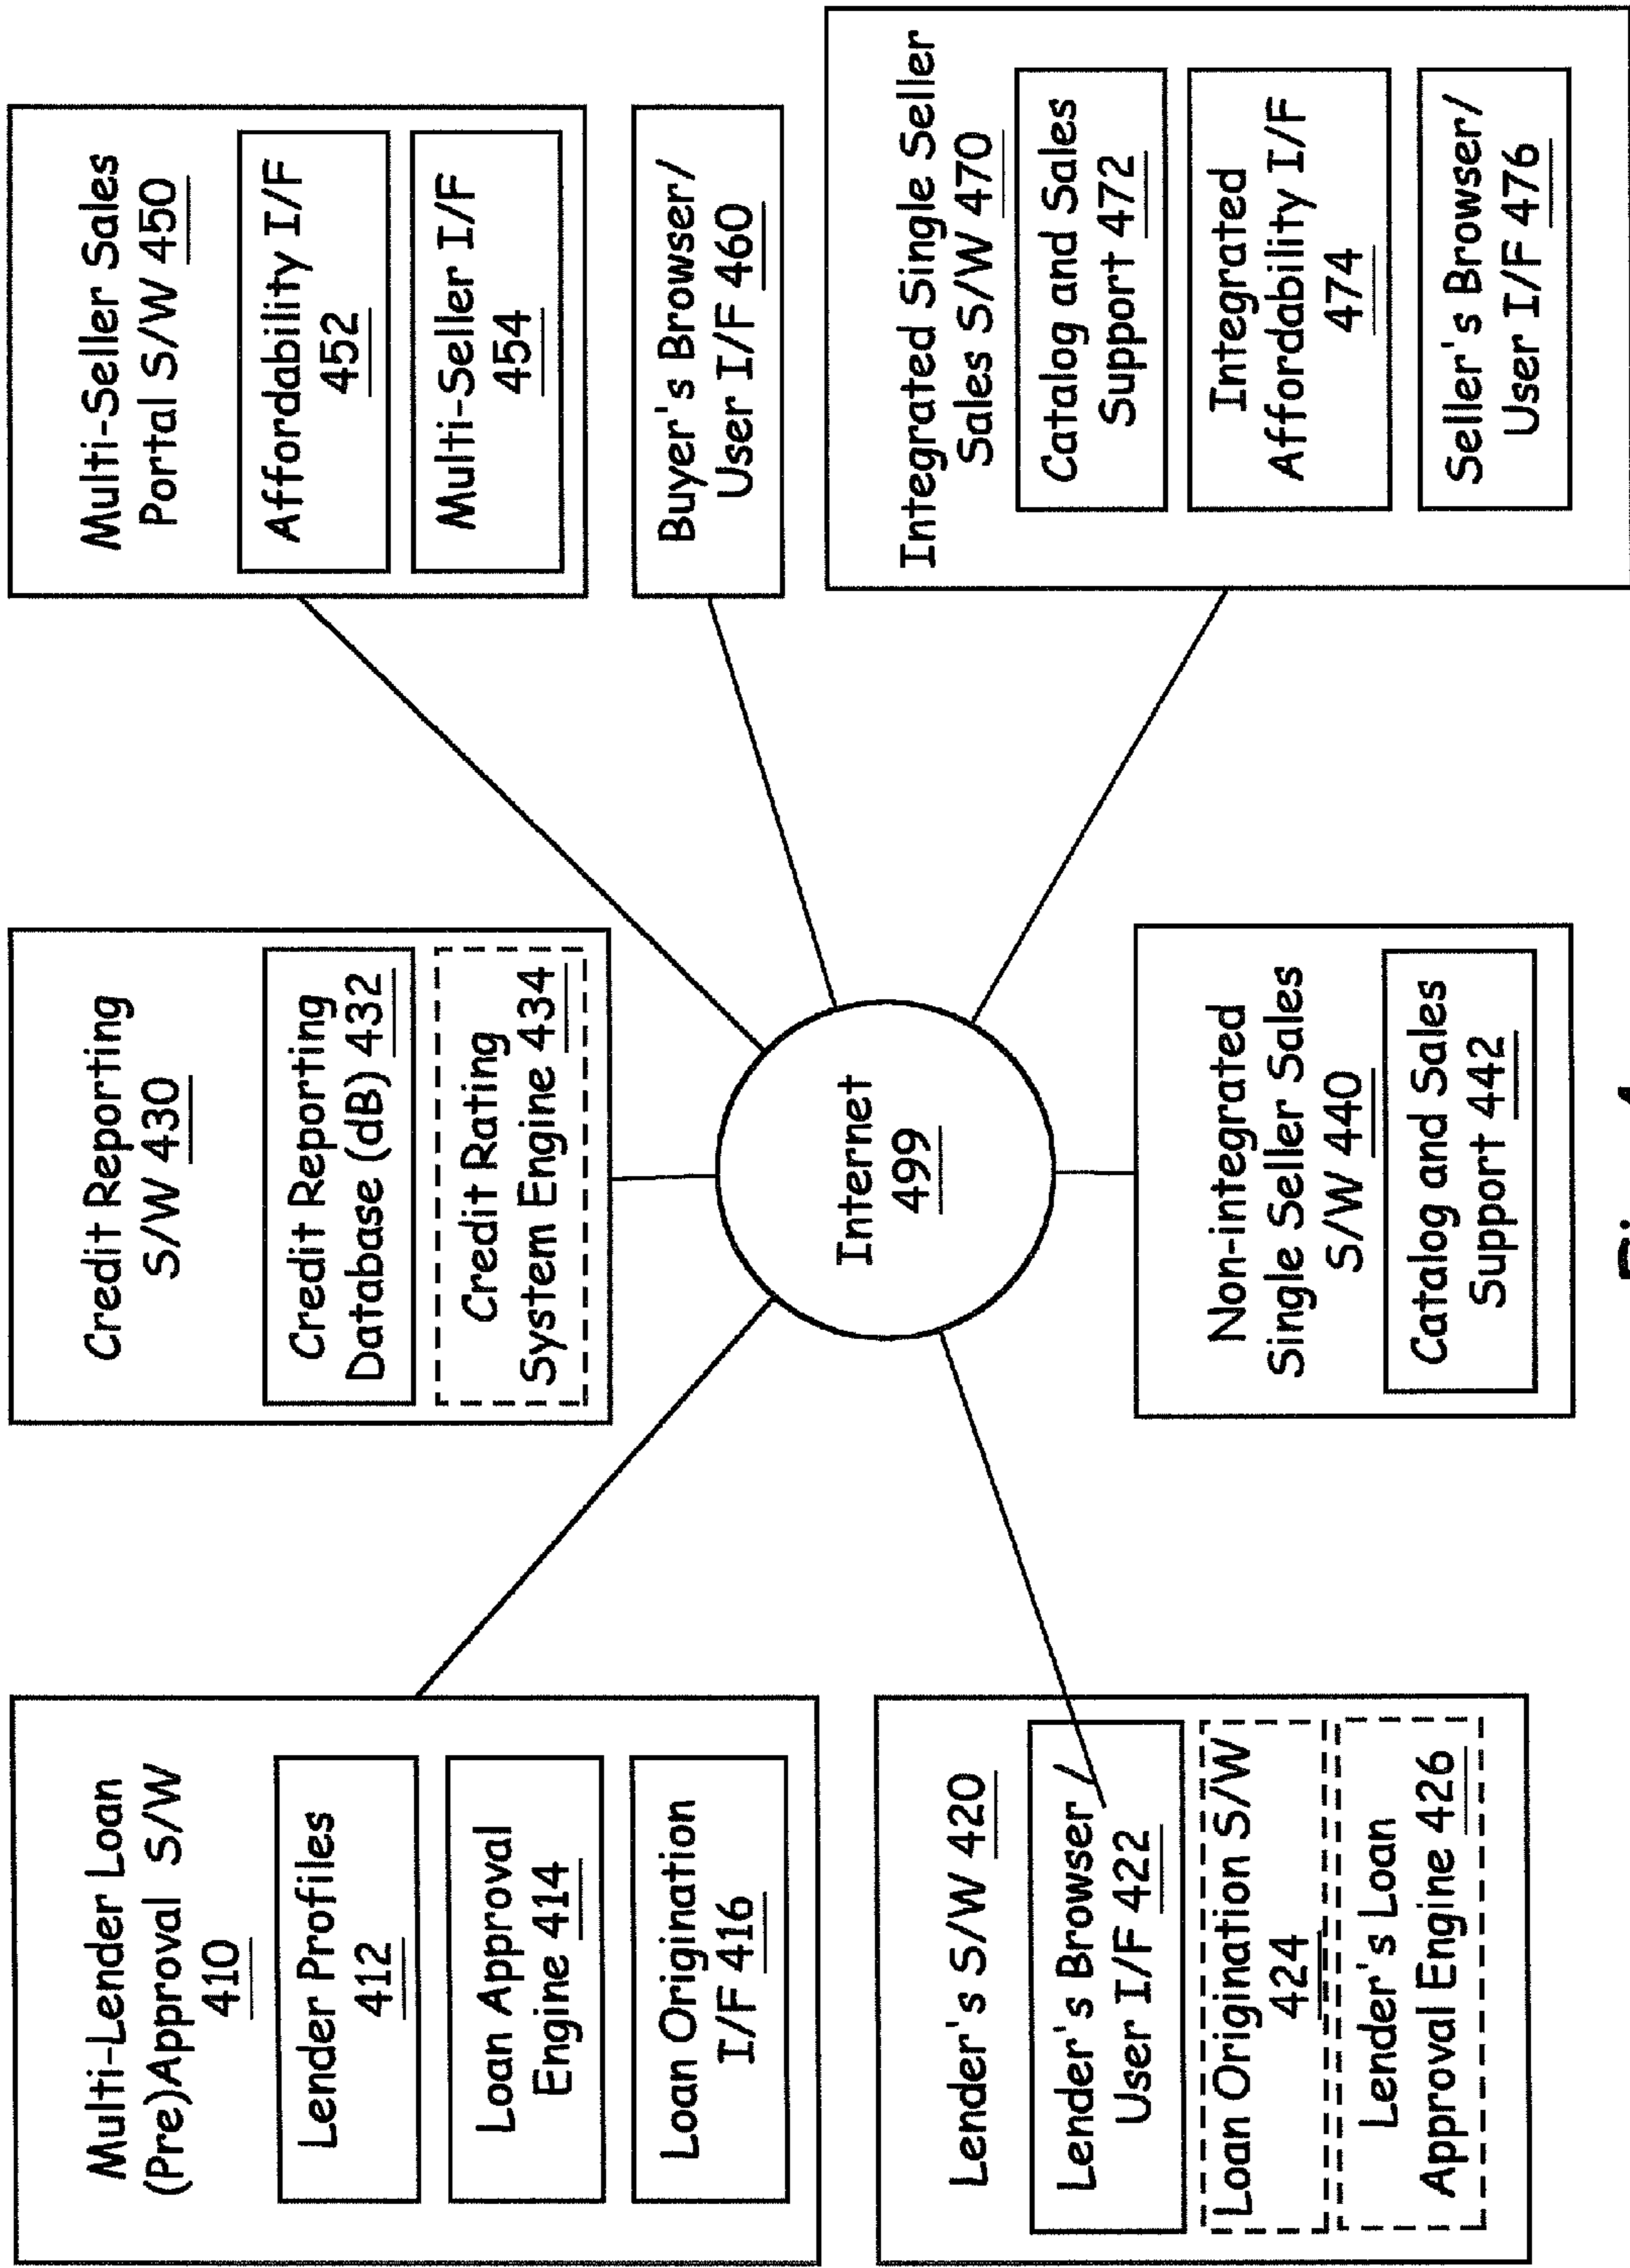 Multi-Lender Loan
(Pre)Approval S/W
410
Lender Profiles
412
Loan Approval
Engine 414
Loan Origination
I/F 416
Credit Reporting
S/W 430
Credit Reporting
Database (dB) 432
Credit Rating
System Engine 434
Multi-Seller Sales
Portal S/W 450
Affordability I/F
452
Multi-Seller I/F
454
Internet
499
Buyer's Browser/
User I/F 460
Lender's S/W 420
Lender's Browser /
User I/F 422
Loan Origination S/W
424
Lender's Loan
Approval Engine 426
Non-integrated
Single Seller Sales
S/W 440
Catalog and Sales
Support 442
Integrated Single Seller
Sales S/W 470
Catalog and Sales
Support 472
Integrated
Affordability I/F
474
Seller's Browser/
User I/F 476